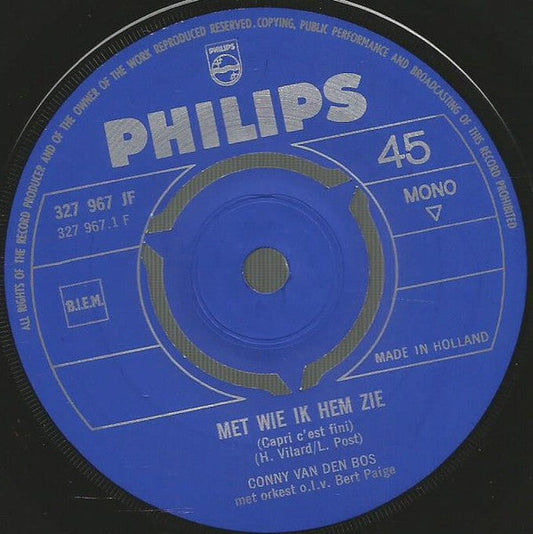 ALL RIGHTS OF THE RECORD PRODUCER AND OF THE OWNER OF THE WORK REPRODUCED RESERVED. COPYING, PUBLIC PERFORMANCE AND BROADCASTING OF THIS RECORD PROHIBITED
PHILIPS
PHILIPS
45
327 967 JF
327 967.1 F
MONO
B.I.E.M.
MADE IN HOLLAND
MET WIE IK HEM ZIE
(Capri c'est fini)
(H. Vilard/L. Post)
CONNY VAN DEN BOS
met orkest o.l.v. Bert Paige